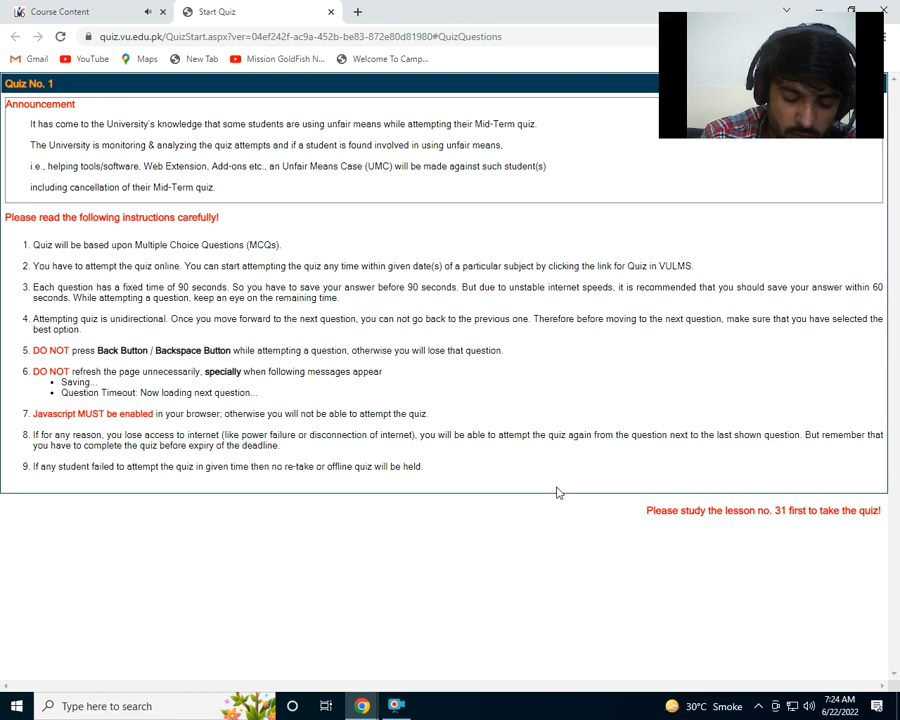 Course Content
Start Quiz
quiz.vu.edu.pk/QuizStart.aspx?ver=04ef242f-ac9a-452b-be83-872e80d81980#QuizQuestions
Gmail
YouTube
Maps
New Tab
Mission GoldFish N...
Welcome To Camp...
Quiz No. 1
Announcement
It has come to the University's knowledge that some students are using unfair means while attempting their Mid-Term quiz.
The University is monitoring & analyzing the quiz attempts and if a student is found involved in using unfair means,
i.e., helping tools/software, Web Extension, Add-ons etc., an Unfair Means Case (UMC) will be made against such student(s)
including cancellation of their Mid-Term quiz.
Please read the following instructions carefully!
1. Quiz will be based upon Multiple Choice Questions (MCQs).
2. You have to attempt the quiz online. You can start attempting the quiz any time within given date(s) of a particular subject by clicking the link for Quiz in VULMS.
3. Each question has a fixed time of 90 seconds. So you have to save your answer before 90 seconds. But due to unstable internet speeds, it is recommended that you should save your answer within 60
seconds. While attempting a question, keep an eye on the remaining time.
4. Attempting quiz is unidirectional. Once you move forward to the next question, you can not go back to the previous one. Therefore before moving to the next question, make sure that you have selected the
best option.
5. DO NOT press Back Button / Backspace Button while attempting a question, otherwise you will lose that question.
6. DO NOT refresh the page unnecessarily, specially when following messages appear
• Saving...
• Question Timeout: Now loading next question...
7. Javascript MUST be enabled in your browser; otherwise you will not be able to attempt the quiz.
8. If for any reason, you lose access to internet (like power failure or disconnection of internet), you will be able to attempt the quiz again from the question next to the last shown question. But remember that
you have to complete the quiz before expiry of the deadline.
9. If any student failed to attempt the quiz in given time then no re-take or offline quiz will be held.
Please study the lesson no. 31 first to take the quiz!
Type here to search
30°C Smoke
7:24 AM
6/22/2022